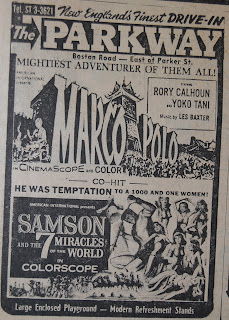 Tel. ST 3-3621
New England's Finest DRIVE-IN
The PARKWAY
Boston Road — East of Parker St.
MIGHTIEST ADVENTURER OF THEM ALL!
AMERICAN INTERNATIONAL
RORY CALHOUN
and YOKO TANI
Music by LES BAXTER
MARCO POLO
IN CINEMASCOPE AND COLOR
CO-HIT
HE WAS TEMPTATION TO A 1000 AND ONE WOMEN!
AMERICAN INTERNATIONAL presents
SAMSON
AND THE 7 MIRACLES
OF THE WORLD
IN COLORSCOPE
Large Enclosed Playground — Modern Refreshment Stands